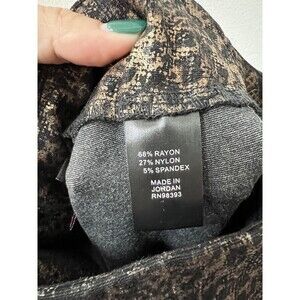 68% RAYON
27% NYLON
5% SPANDEX
MADE IN
JORDAN
RN98393